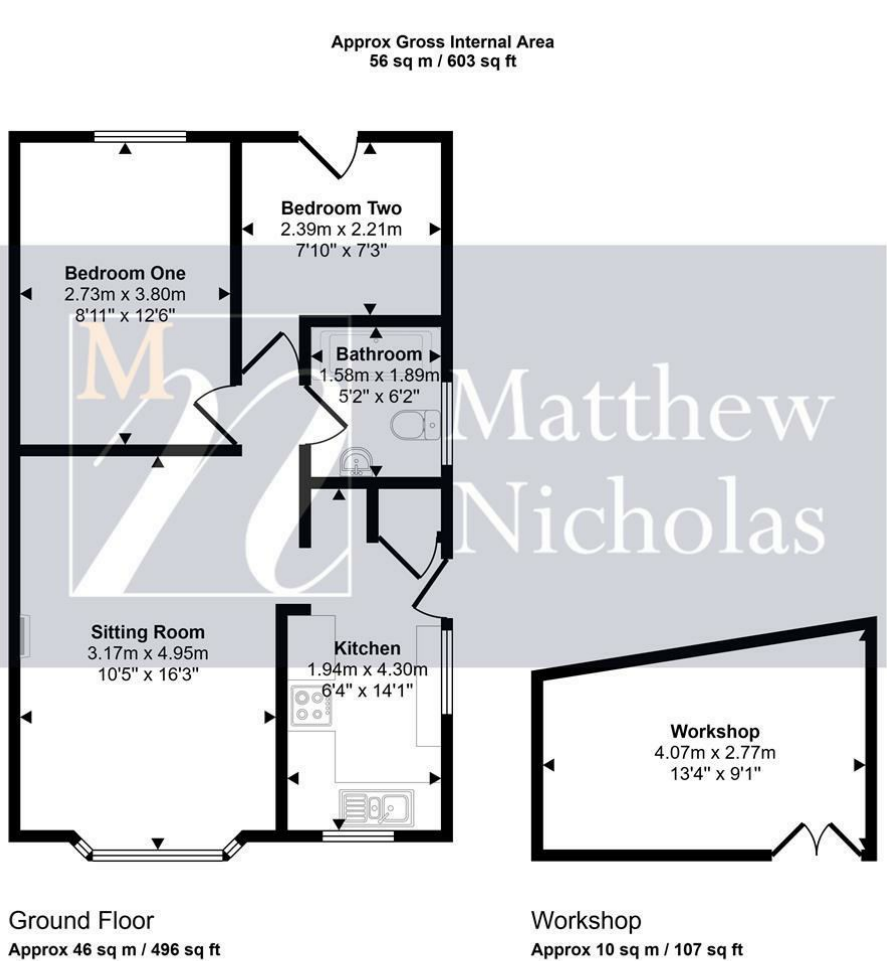 Approx Gross Internal Area
56 sq m / 603 sq ft
Bedroom Two
2.39m x 2.21m
7'10" x 7'3"
Bedroom One
2.73m x 3.80m
8'11" x 12'6"
Bathroom
1.58m x 1.89m
5'2" x 6'2"
M
n
Matthew
Nicholas
Sitting Room
3.17m x 4.95m
10'5" x 16'3"
Kitchen
1.94m x 4.30m
6'4" x 14'1"
Workshop
4.07m x 2.77m
13'4" x 9'1"
Ground Floor
Approx 46 sq m / 496 sq ft
Workshop
Approx 10 sq m / 107 sq ft